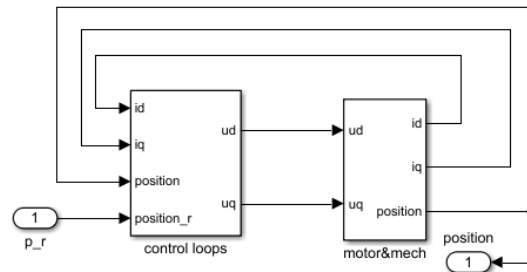 id
iq
position
position_r
ud
uq
control loops
ud
uq
id
iq
position
motor&mech
1
p_r
position
1